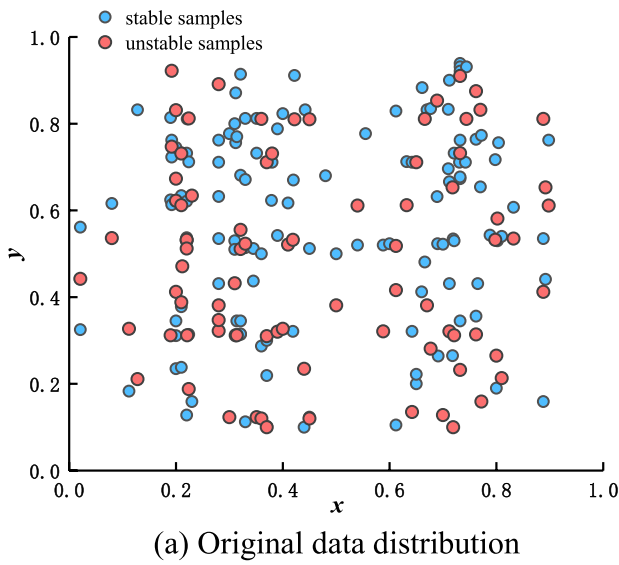 stable samples
unstable samples
1.0
0.8
0.6
0.4
0.2
0.0
y
0.0 0.2 0.4 0.6 0.8 1.0
x
(a) Original data distribution